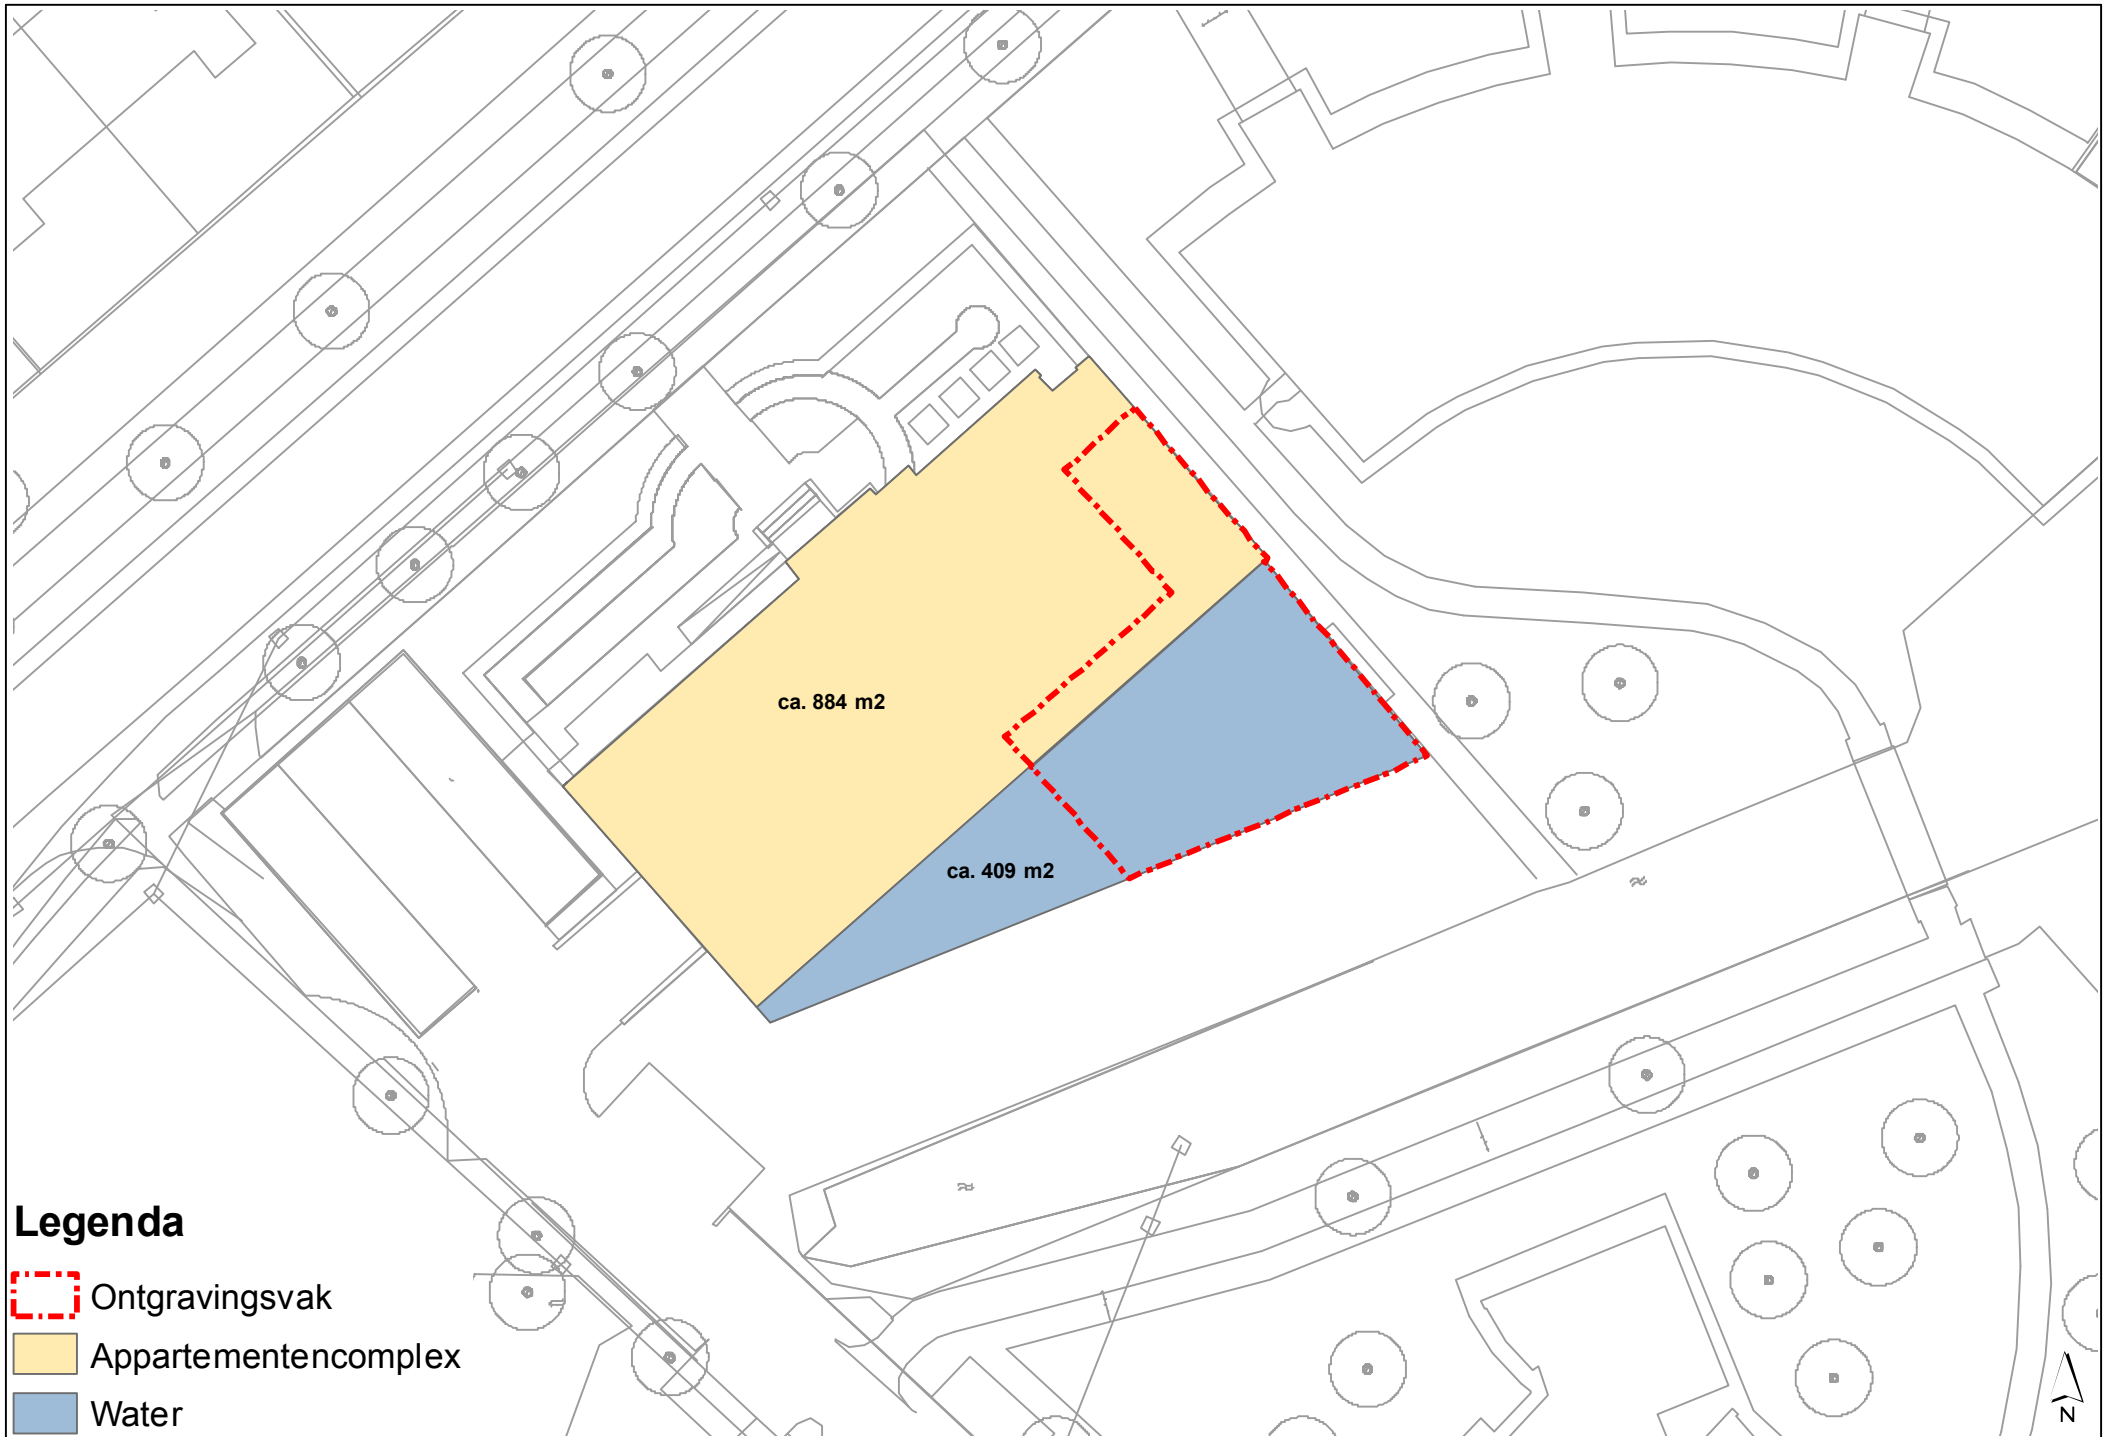 ca. 884 m2
ca. 409 m2
Legenda
Ontgravingsvak
Appartementencomplex
Water
N